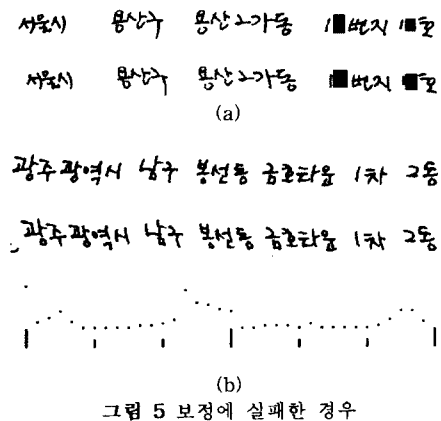 서울시 용산구 용산2가동 1 번지 1 호
서울시 용산구 용산2가동 1 번지 호
(a)
광주광역시 남구 봉선동 금호타운 1차 2동
광주광역시 남구 봉선동 금호타운 1차 2동
(b)
그림 5 보정에 실패한 경우